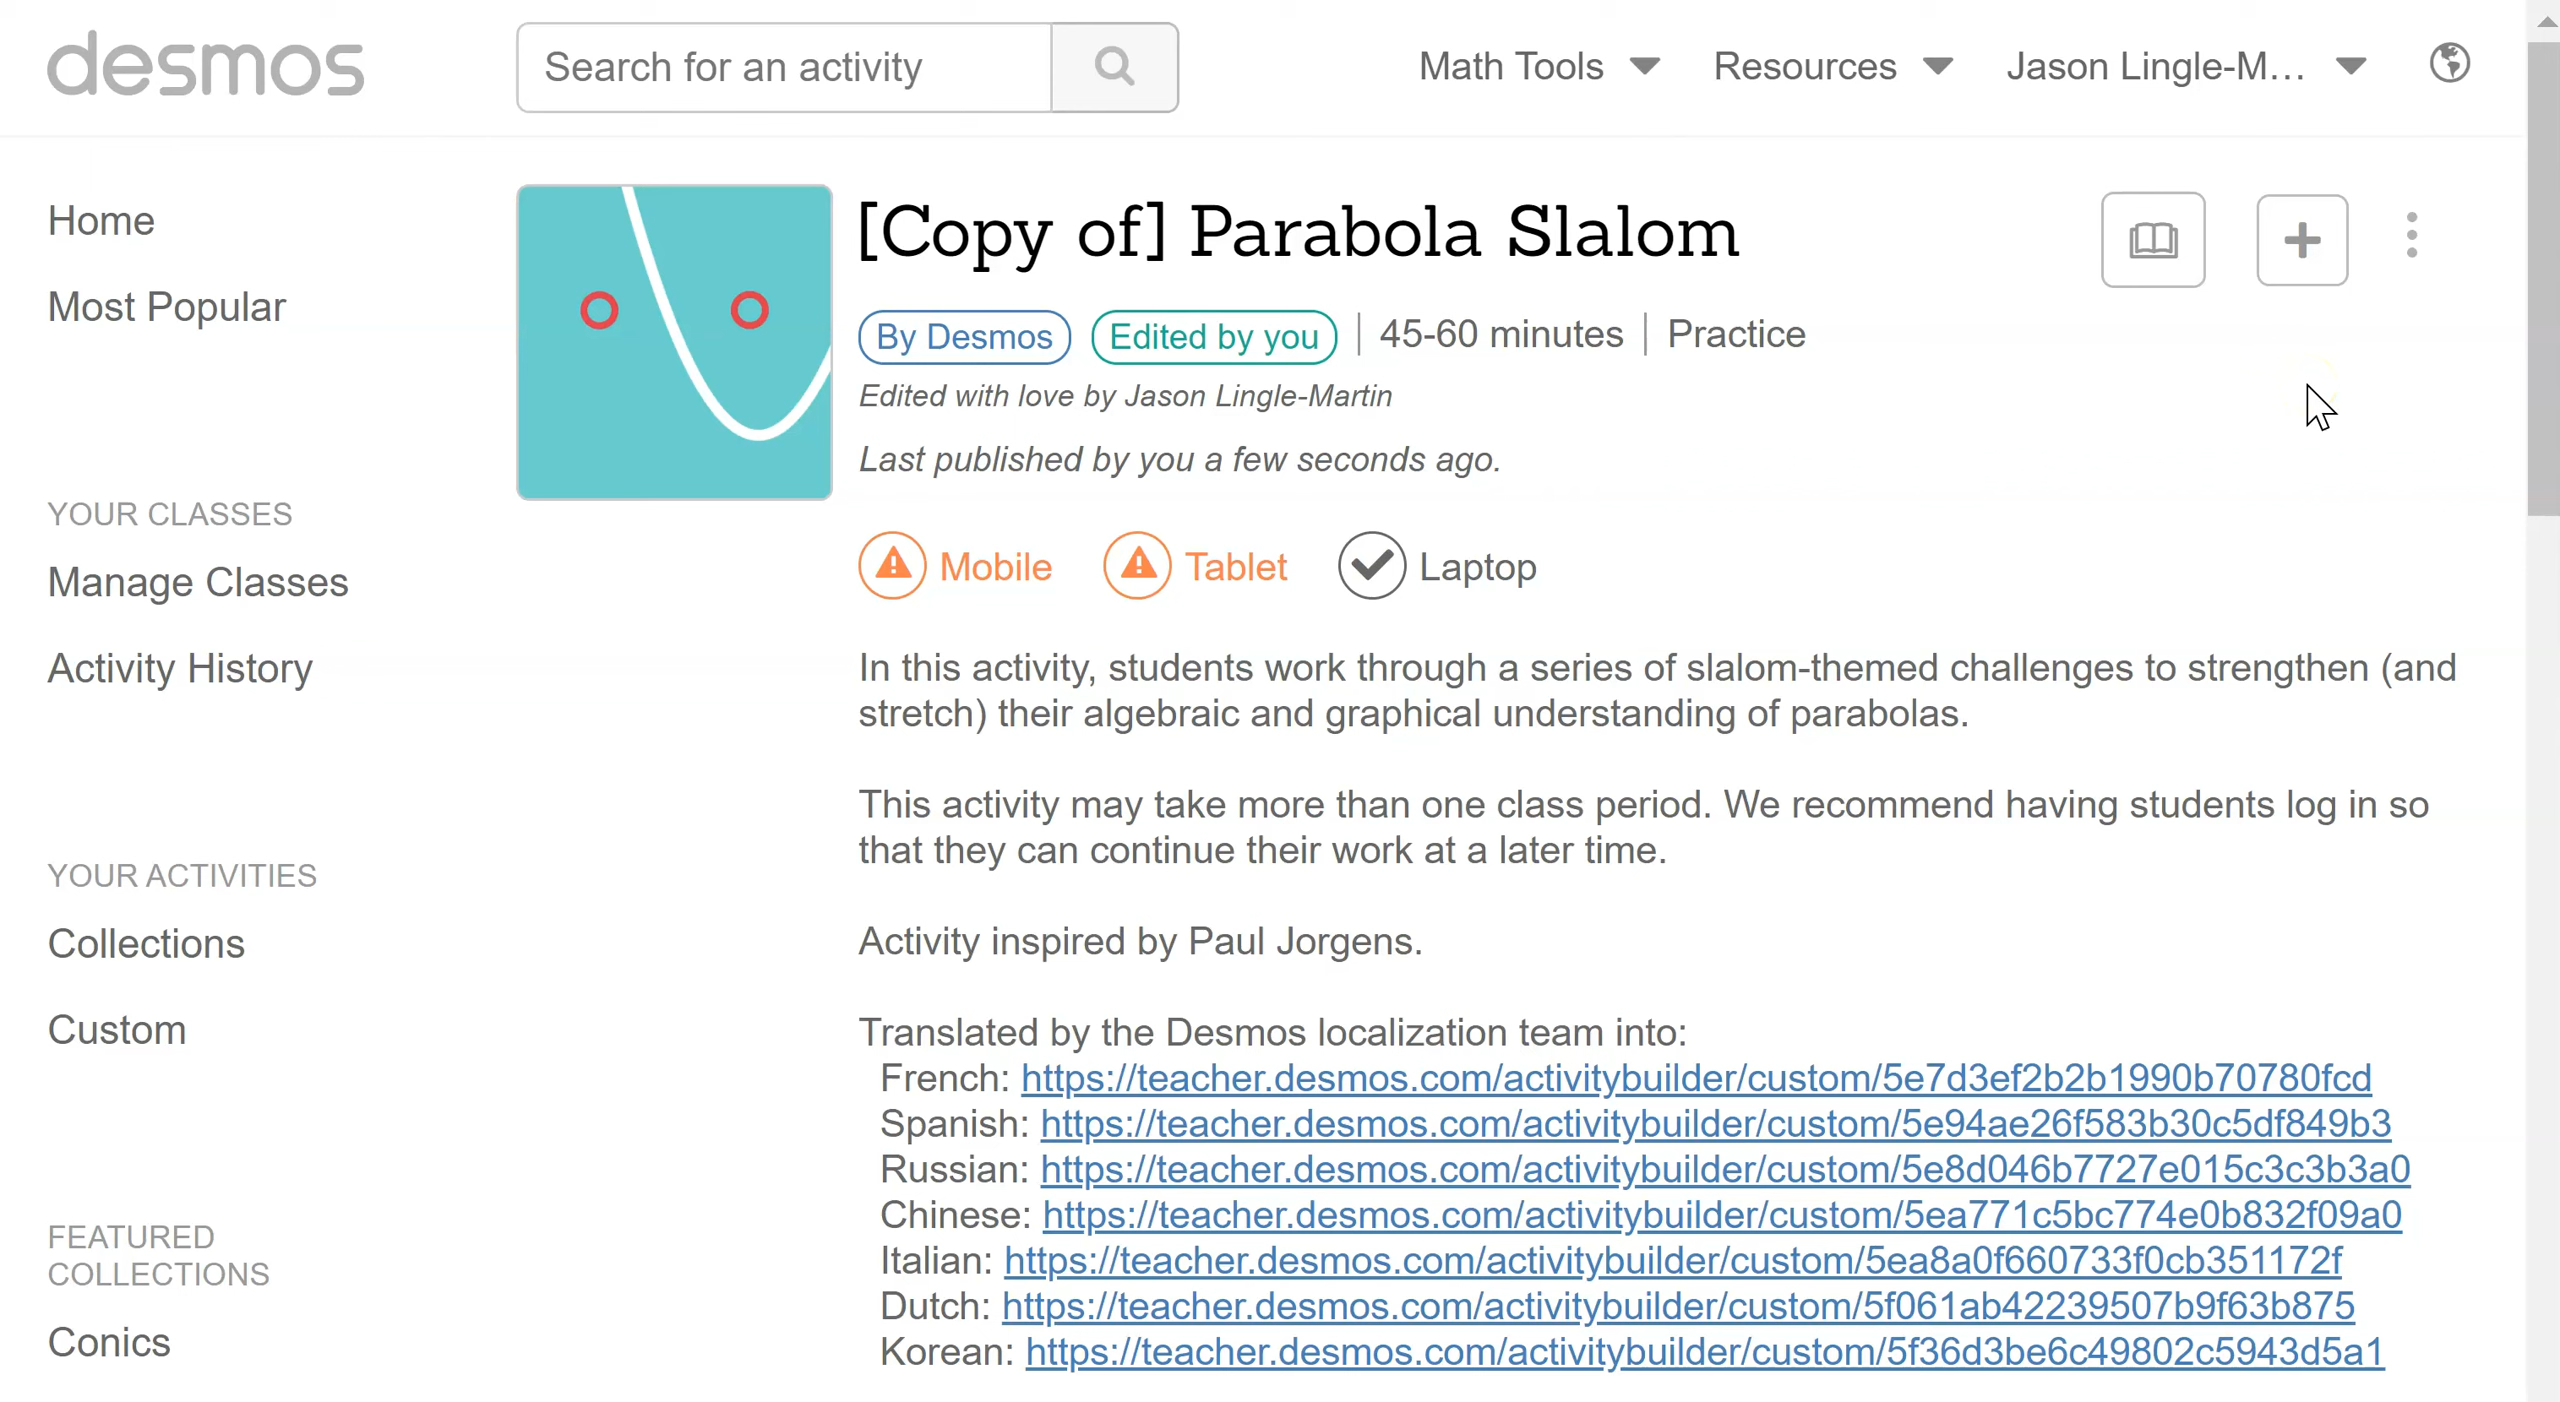 desmos
Search for an activity
Math Tools
Resources
Jason Lingle-M...
Home
Most Popular
YOUR CLASSES
Manage Classes
Activity History
YOUR ACTIVITIES
Collections
Custom
FEATURED
COLLECTIONS
Conics
[Copy of] Parabola Slalom
By Desmos Edited by you | 45-60 minutes | Practice
Edited with love by Jason Lingle-Martin
Last published by you a few seconds ago.
Mobile Tablet Laptop
In this activity, students work through a series of slalom-themed challenges to strengthen (and
stretch) their algebraic and graphical understanding of parabolas.
This activity may take more than one class period. We recommend having students log in so
that they can continue their work at a later time.
Activity inspired by Paul Jorgens.
Translated by the Desmos localization team into:
French: https://teacher.desmos.com/activitybuilder/custom/5e7d3ef2b2b1990b70780fcd
Spanish: https://teacher.desmos.com/activitybuilder/custom/5e94ae26f583b30c5df849b3
Russian: https://teacher.desmos.com/activitybuilder/custom/5e8d046b7727e015c3c3b3a0
Chinese: https://teacher.desmos.com/activitybuilder/custom/5ea771c5bc774e0b832f09a0
Italian: https://teacher.desmos.com/activitybuilder/custom/5ea8a0f660733f0cb351172f
Dutch: https://teacher.desmos.com/activitybuilder/custom/5f061ab42239507b9f63b875
Korean: https://teacher.desmos.com/activitybuilder/custom/5f36d3be6c49802c5943d5a1